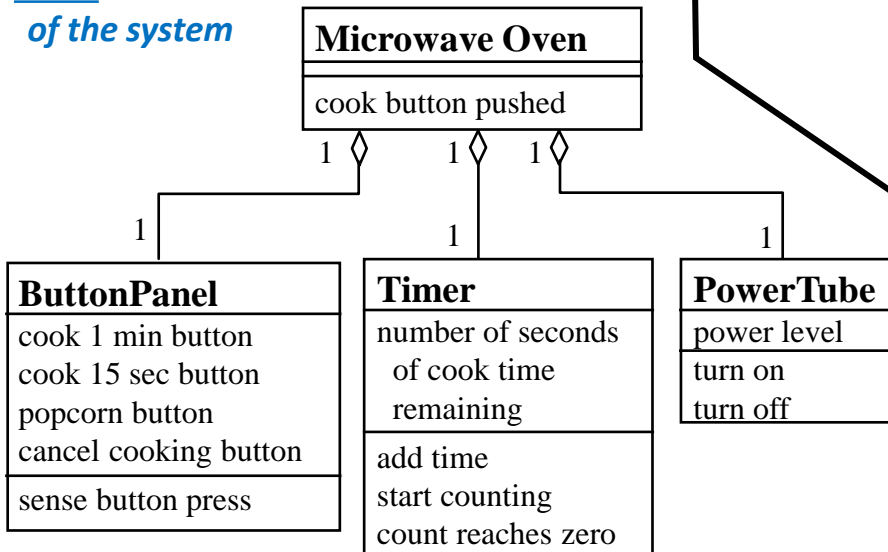 of the system
Microwave Oven
cook button pushed
1 1 1
1 1 1
ButtonPanel
cook 1 min button
cook 15 sec button
popcorn button
cancel cooking button
sense button press
Timer
number of seconds
of cook time
remaining
add time
start counting
count reaches zero
PowerTube
power level
turn on
turn off